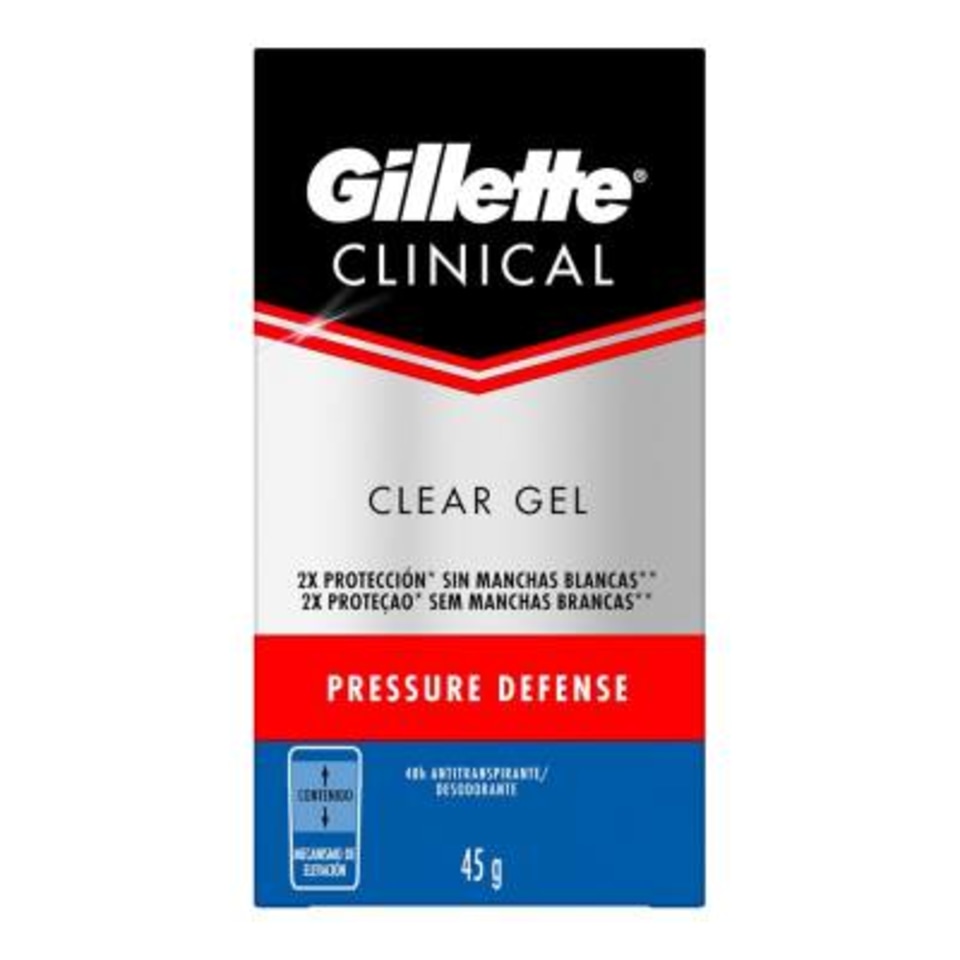 Gillette®
CLINICAL
CLEAR GEL
2X PROTECCIÓN* SIN MANCHAS BLANCAS**
2X PROTEÇAO* SEM MANCHAS BRANCAS**
PRESSURE DEFENSE
48h ANTITRANSPIRANTE/
DESODORANTE
CONTENIDO
MECANISMO DE
ELEVACIÓN
45 g